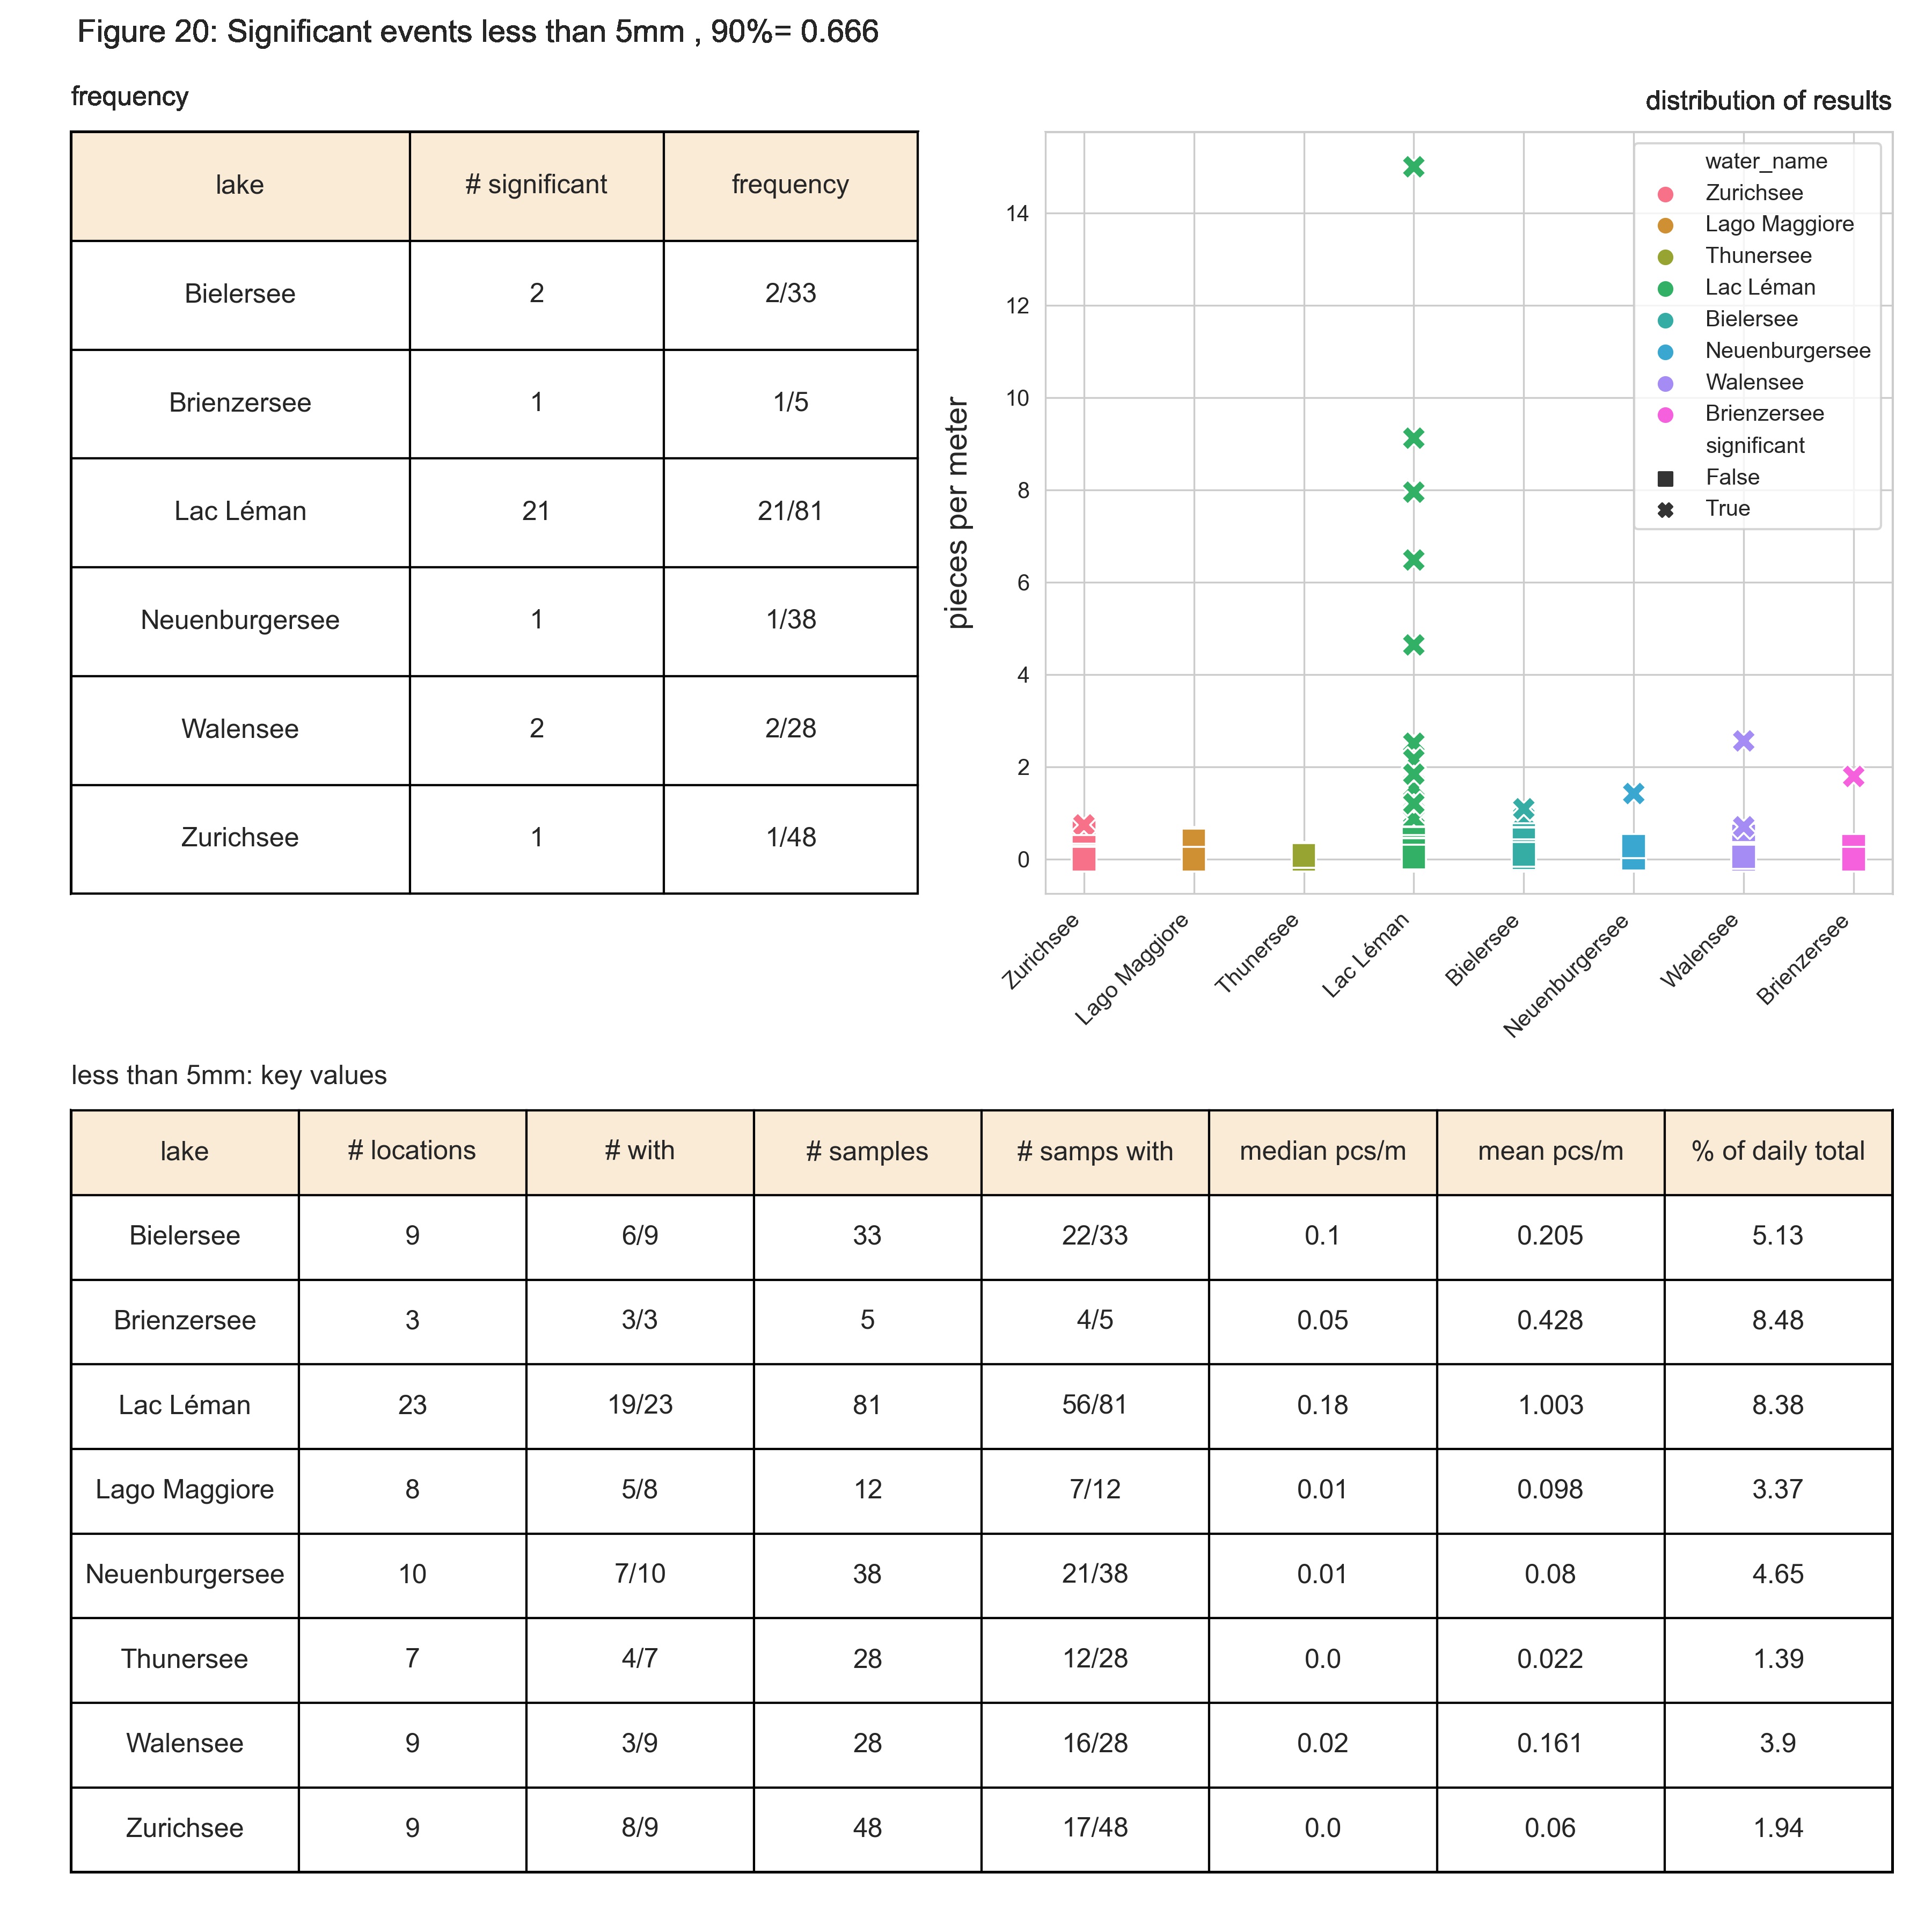 Figure 20: Significant events less than 5mm , 90%= 0.666
frequency
lake # significant frequency
Bielersee 2 2/33
Brienzersee 1 1/5
Lac Léman 21 21/81
Neuenburgersee 1 1/38
Walensee 2 2/28
Zurichsee 1 1/48
distribution of results
pieces per meter
14
12
10
8
6
4
2
0
water_name
Zurichsee
Lago Maggiore
Thunersee
Lac Léman
Bielersee
Neuenburgersee
Walensee
Brienzersee
significant
False
True
Zurichsee
Lago Maggiore
Thunersee
Lac Léman
Bielersee
Neuenburgersee
Walensee
Brienzersee
less than 5mm: key values
lake # locations # with # samples # samps with median pcs/m mean pcs/m % of daily total
Bielersee 9 6/9 33 22/33 0.1 0.205 5.13
Brienzersee 3 3/3 5 4/5 0.05 0.428 8.48
Lac Léman 23 19/23 81 56/81 0.18 1.003 8.38
Lago Maggiore 8 5/8 12 7/12 0.01 0.098 3.37
Neuenburgersee 10 7/10 38 21/38 0.01 0.08 4.65
Thunersee 7 4/7 28 12/28 0.0 0.022 1.39
Walensee 9 3/9 28 16/28 0.02 0.161 3.9
Zurichsee 9 8/9 48 17/48 0.0 0.06 1.94